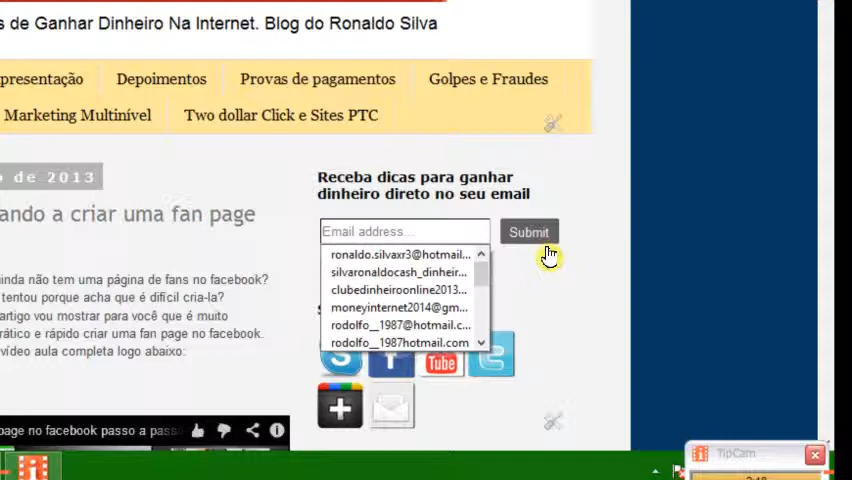 s de Ganhar Dinheiro Na Internet. Blog do Ronaldo Silva
presentação Depoimentos Provas de pagamentos Golpes e Fraudes
Marketing Multinível Two dollar Click e Sites PTC
o de 2013
ando a criar uma fan page
Receba dicas para ganhar
dinheiro direto no seu email
Email address... Submit
ronaldo.silvaxr3@hotmail...
silvaronaldocash_dinheir...
clubedinheiroonline2013...
moneyinternet2014@gm...
rodolfo__1987@hotmail.c...
rodolfo__1987hotmail.com
inda não tem uma página de fans no facebook?
tentou porque acha que é difícil cria-la?
artigo vou mostrar para você que é muito
rático e rápido criar uma fan page no facebook.
vídeo aula completa logo abaixo:
You Tube
page no facebook passo a pass
TipCam